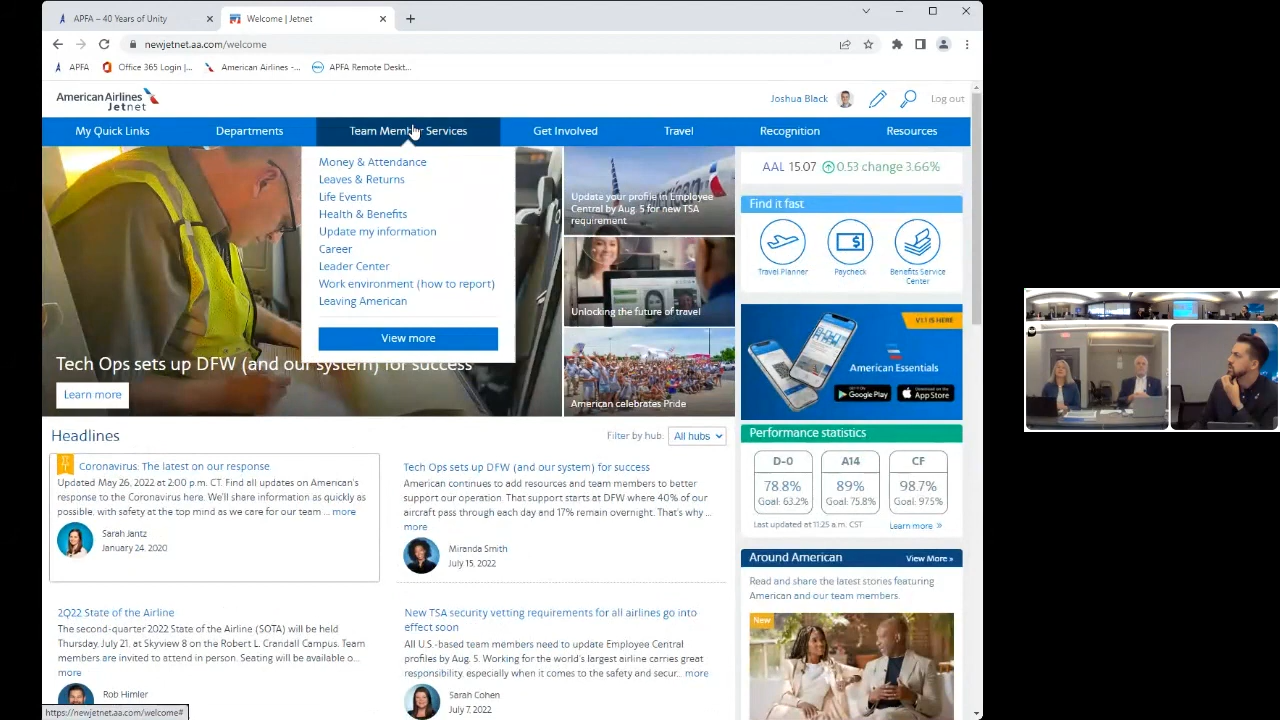 APFA – 40 Years of Unity
Welcome | Jetnet
newjetnet.aa.com/welcome
APFA
Office 365 Login |...
American Airlines -...
APFA Remote Deskt...
American Airlines
Jetnet
Joshua Black
Log out
My Quick Links
Departments
Team Member Services
Get Involved
Travel
Recognition
Resources
Money & Attendance
Leaves & Returns
Life Events
Health & Benefits
Update my information
Career
Leader Center
Work environment (how to report)
Leaving American
View more
Tech Ops sets up DFW (and our system) for success
Learn more
Update your profile in Employee
Central by Aug. 5 for new TSA
requirement
Unlocking the future of travel
American celebrates Pride
AAL 15.07 0.53 change 3.66%
Find it fast
Travel Planner
Paycheck
Benefits Service
Center
V1.7 IS HERE
American Essentials
GET IT ON
Google Play
Download on the
App Store
Performance statistics
D-0
78.8%
Goal: 63.2%
A14
89%
Goal: 75.8%
CF
98.7%
Goal: 97.5%
Last updated at 11:25 a.m. CST
Learn more »
Around American
View More »
Read and share the latest stories featuring
American and our team members.
New
Headlines
Filter by hub:
All hubs
Coronavirus: The latest on our response
Updated May 26, 2022 at 2:00 p.m. CT. Find all updates on American's
response to the Coronavirus here. We'll share information as quickly as
possible, with safety at the top mind as we care for our team ... more
Sarah Jantz
January 24, 2020
Tech Ops sets up DFW (and our system) for success
American continues to add resources and team members to better
support our operation. That support starts at DFW where 40% of our
aircraft pass through each day and 17% remain overnight. That's why ...
more
Miranda Smith
July 15, 2022
2Q22 State of the Airline
The second-quarter 2022 State of the Airline (SOTA) will be held
Thursday, July 21, at Skyview 8 on the Robert L. Crandall Campus. Team
members are invited to attend in person. Seating will be available o...
more
Rob Himler
New TSA security vetting requirements for all airlines go into
effect soon
All U.S.-based team members need to update Employee Central
profiles by Aug. 5. Working for the world's largest airline carries great
responsibility, especially when it comes to the safety and secur... more
Sarah Cohen
July 7, 2022
https://newjetnet.aa.com/welcome#